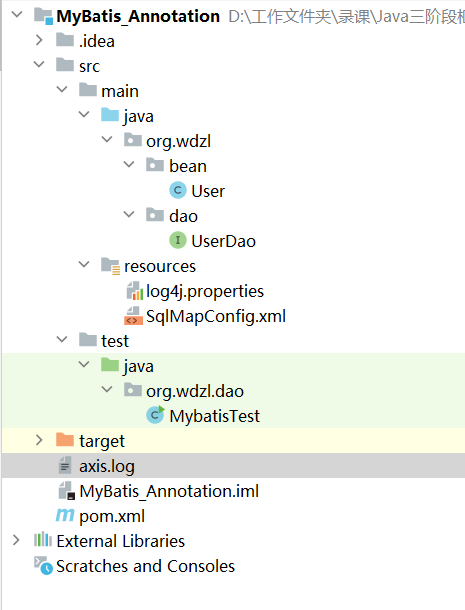 MyBatis_Annotation D:\工作文件夹\录课\Java三阶段框
.idea
src
main
java
org.wdzl
bean
C User
dao
I UserDao
resources
log4j.properties
SqlMapConfig.xml
test
java
org.wdzl.dao
C MybatisTest
target
axis.log
MyBatis_Annotation.iml
m pom.xml
External Libraries
Scratches and Consoles